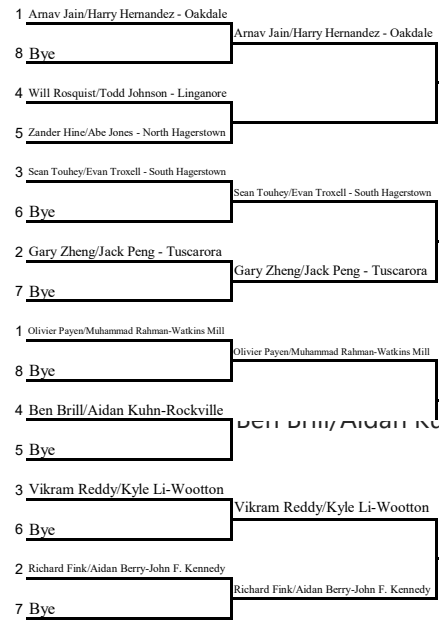 1 Arnav Jain/Harry Hernandez - Oakdale
Arnav Jain/Harry Hernandez - Oakdale
8 Bye
4 Will Rosquist/Todd Johnson - Linganore
5 Zander Hine/Abe Jones - North Hagerstown
3 Sean Touhey/Evan Troxell - South Hagerstown
Sean Touhey/Evan Troxell - South Hagerstown
6 Bye
2 Gary Zheng/Jack Peng - Tuscarora
Gary Zheng/Jack Peng - Tuscarora
7 Bye
1 Olivier Payen/Muhammad Rahman-Watkins Mill
Olivier Payen/Muhammad Rahman-Watkins Mill
8 Bye
4 Ben Brill/Aidan Kuhn-Rockville
Ben Brill/Aidan
5 Bye
3 Vikram Reddy/Kyle Li-Wootton
Vikram Reddy/Kyle Li-Wootton
6 Bye
2 Richard Fink/Aidan Berry-John F. Kennedy
Richard Fink/Aidan Berry-John F. Kennedy
7 Bye